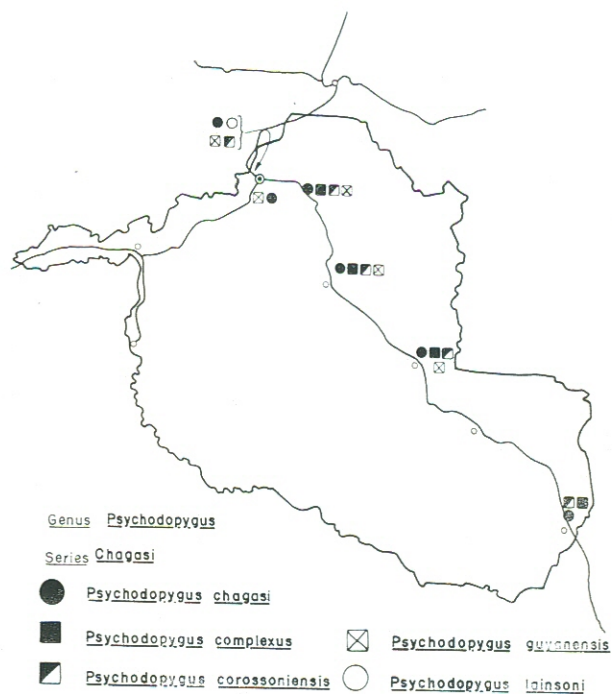 Genus Psychodopygus
Series Chagasi
Psychodopygus chagasi
Psychodopygus complexus
Psychodopygus guyanensis
Psychodopygus corossoniensis
Psychodopygus lainsoni